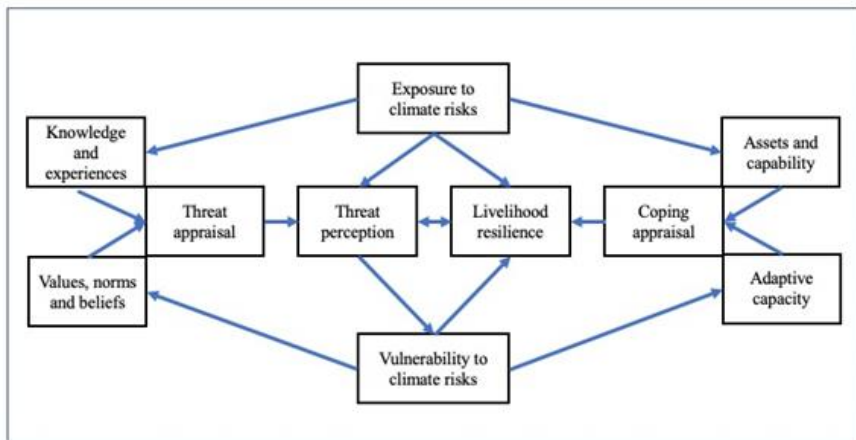 Exposure to
climate risks
Knowledge
and
experiences
Assets and
capability
Threat
appraisal
Threat
perception
Livelihood
resilience
Coping
appraisal
Values, norms
and beliefs
Adaptive
capacity
Vulnerability to
climate risks